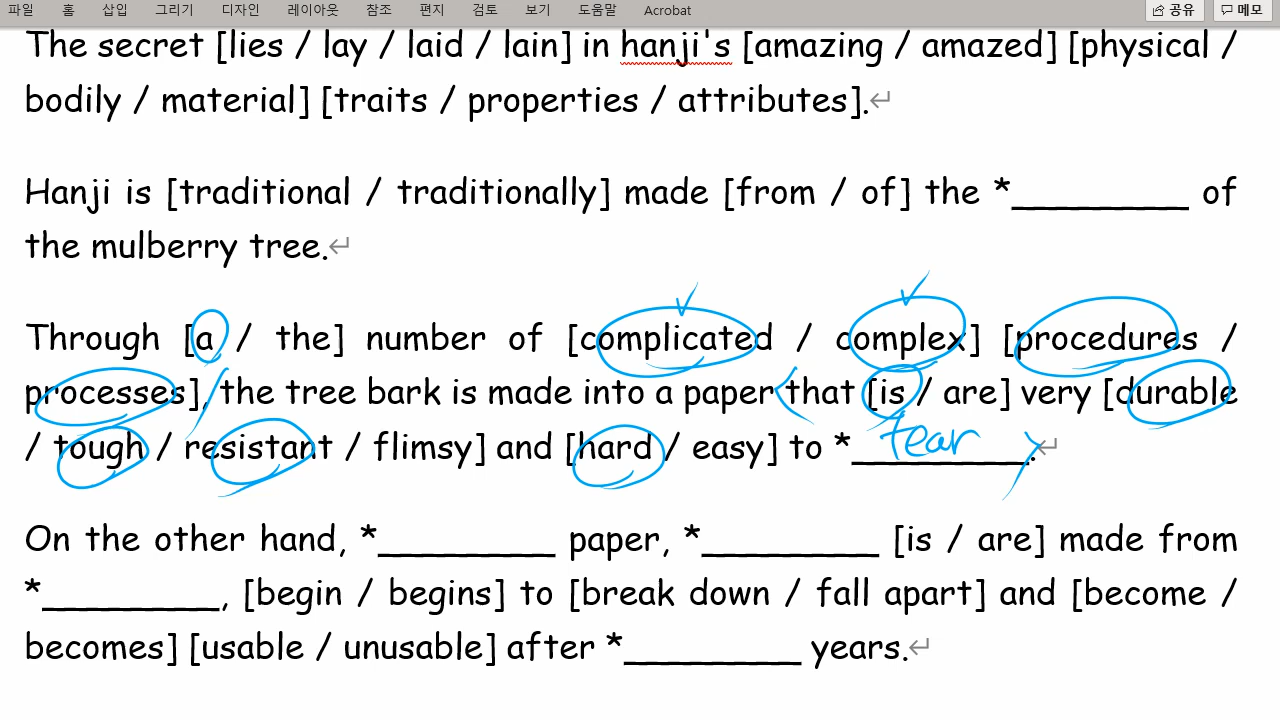 파일 홈 삽입 그리기 디자인 레이아웃 참조 편지 검토 보기 도움말 Acrobat 공유 메모
The secret [lies / lay / laid / lain] in hanji's [amazing / amazed] [physical /
bodily / material] [traits / properties / attributes].↵
Hanji is [traditional / traditionally] made [from / of] the *________ of
the mulberry tree.↵
Through [a / the] number of [complicated / complex] [procedures /
processes], the tree bark is made into a paper that [is / are] very [durable
/ tough / resistant / flimsy] and [hard / easy] to *________.↵
tear
On the other hand, *________ paper, *________ [is / are] made from
*________, [begin / begins] to [break down / fall apart] and [become /
becomes] [usable / unusable] after *________ years.↵